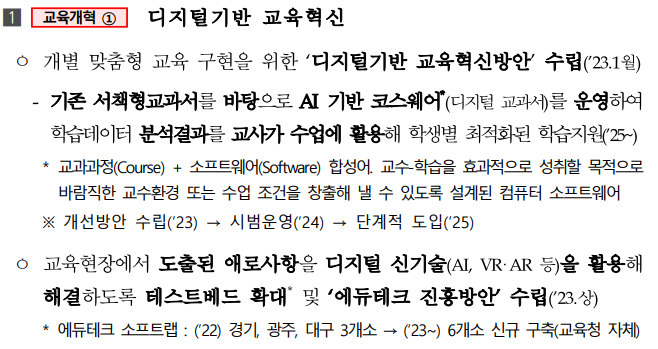 1 교육개혁 ① 디지털기반 교육혁신
○ 개별 맞춤형 교육 구현을 위한 ‘디지털기반 교육혁신방안’ 수립(’23.1월)
- 기존 서책형교과서를 바탕으로 AI 기반 코스웨어*(디지털 교과서)를 운영하여
학습데이터 분석결과를 교사가 수업에 활용해 학생별 최적화된 학습지원(’25~)
* 교과과정(Course) + 소프트웨어(Software) 합성어. 교수·학습을 효과적으로 성취할 목적으로
바람직한 교수환경 또는 수업 조건을 창출해 낼 수 있도록 설계된 컴퓨터 소프트웨어
※ 개선방안 수립(’23) → 시범운영(’24) → 단계적 도입(’25)
○ 교육현장에서 도출된 애로사항을 디지털 신기술(AI, VR·AR 등)을 활용해
해결하도록 테스트베드 확대* 및 ‘에듀테크 진흥방안’ 수립(’23.상)
* 에듀테크 소프트랩 : (’22) 경기, 광주, 대구 3개소 → (’23~) 6개소 신규 구축(교육청 자체)